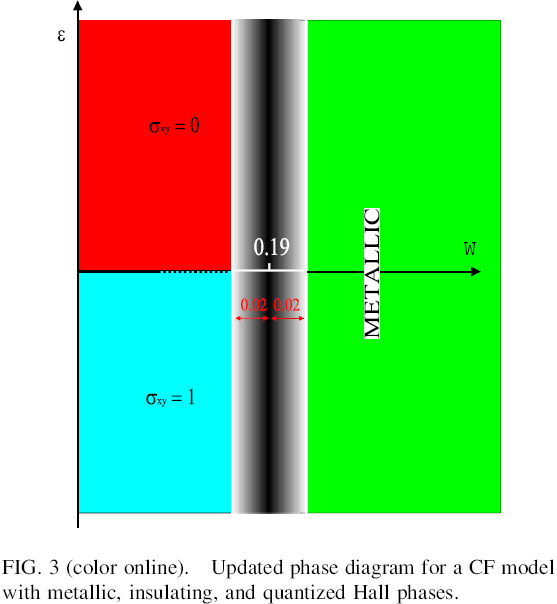 ε
σxy = 0
0.19
W
0.02 0.02
METALLIC
σxy = 1
FIG. 3 (color online). Updated phase diagram for a CF model
with metallic, insulating, and quantized Hall phases.